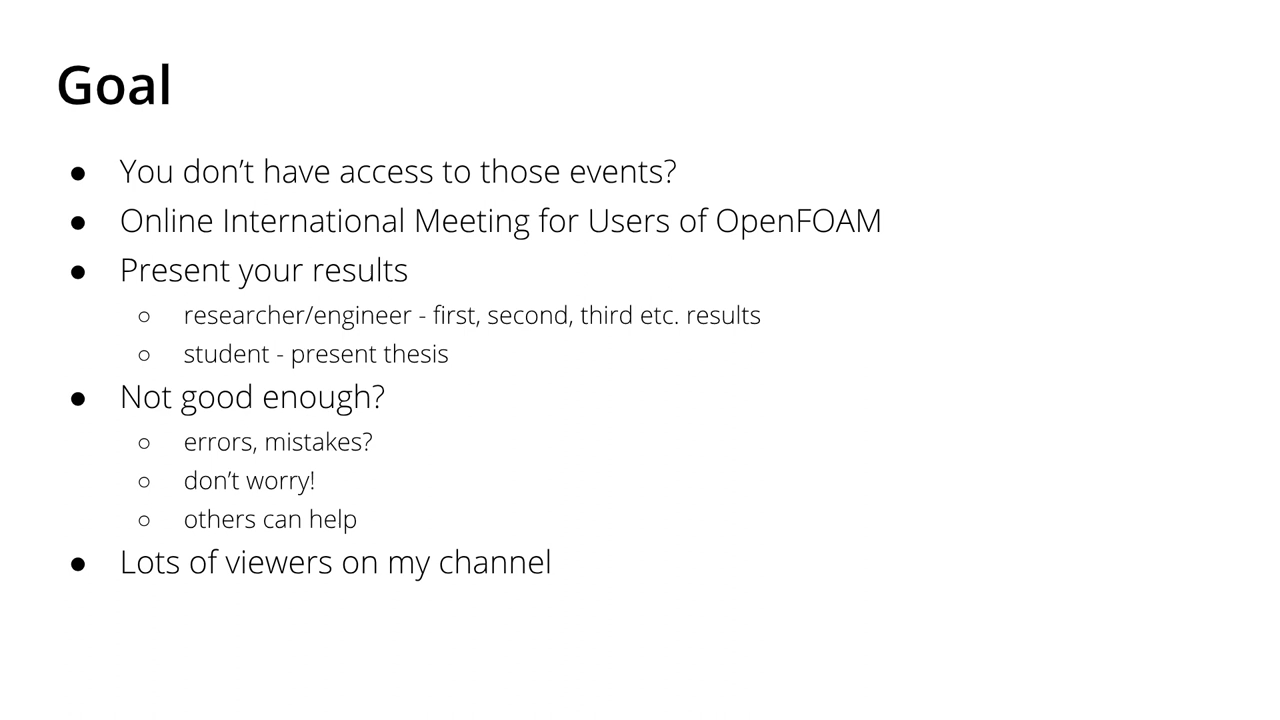 Goal
● You don’t have access to those events?
● Online International Meeting for Users of OpenFOAM
● Present your results
○ researcher/engineer - first, second, third etc. results
○ student - present thesis
● Not good enough?
○ errors, mistakes?
○ don’t worry!
○ others can help
● Lots of viewers on my channel